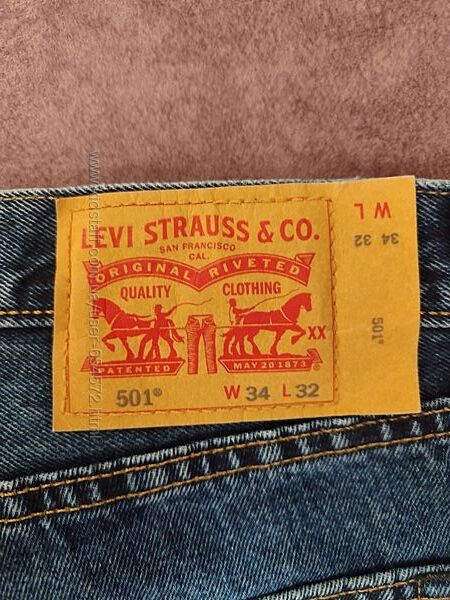 LEVI STRAUSS & CO.
SAN FRANCISCO
CAL.
ORIGINAL RIVETED
QUALITY CLOTHING
XX
PATENTED MAY 20 1873
501® W 34 L 32
W L
34 32
501®